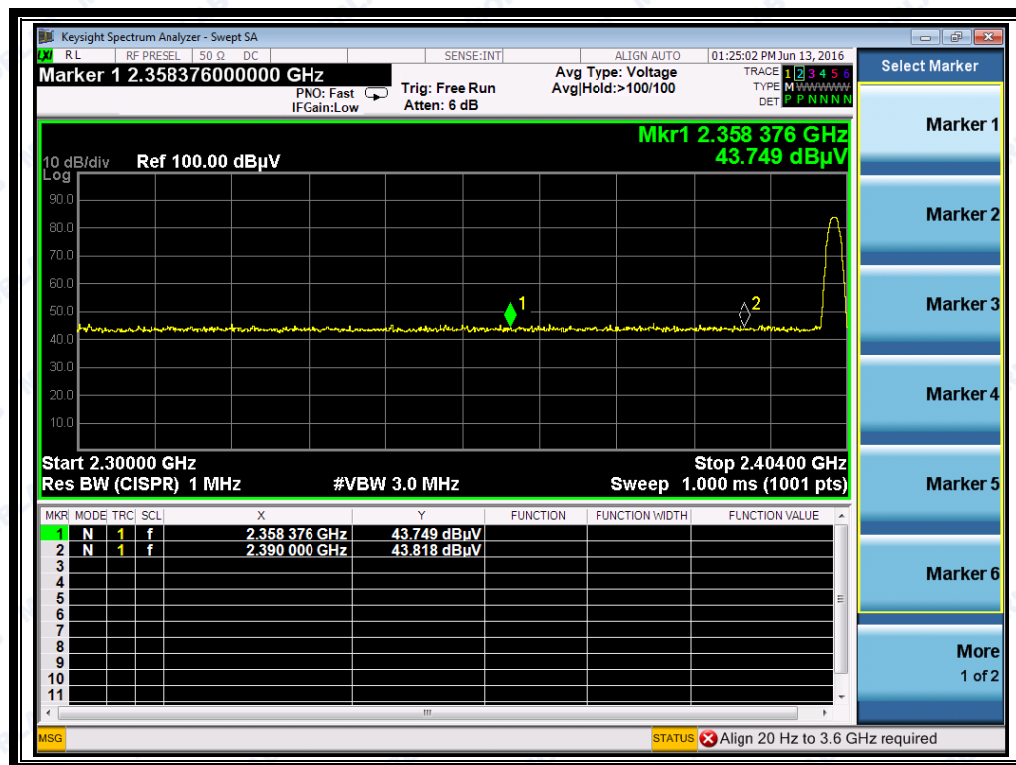 Keysight Spectrum Analyzer - Swept SA
LXI RL RF PRESEL 50 Ω DC SENSE:INT ALIGN AUTO 01:25:02 PM Jun 13, 2016
Marker 1 2.358376000000 GHz
PNO: Fast
IFGain:Low
Trig: Free Run
Atten: 6 dB
Avg Type: Voltage
Avg|Hold:>100/100
TRACE 1 2 3 4 5 6
TYPE M WWWWW
DET P P N N N N
Mkr1 2.358 376 GHz
43.749 dBµV
10 dB/div Ref 100.00 dBµV
Log
90.0
80.0
70.0
60.0
50.0
40.0
30.0
20.0
10.0
1
2
Start 2.30000 GHz Stop 2.40400 GHz
Res BW (CISPR) 1 MHz #VBW 3.0 MHz Sweep 1.000 ms (1001 pts)
MKR MODE TRC SCL X Y FUNCTION FUNCTION WIDTH FUNCTION VALUE
1 N 1 f 2.358 376 GHz 43.749 dBµV
2 N 1 f 2.390 000 GHz 43.818 dBµV
3
4
5
6
7
8
9
10
11
MSG STATUS Align 20 Hz to 3.6 GHz required
Select Marker
Marker 1
Marker 2
Marker 3
Marker 4
Marker 5
Marker 6
More
1 of 2